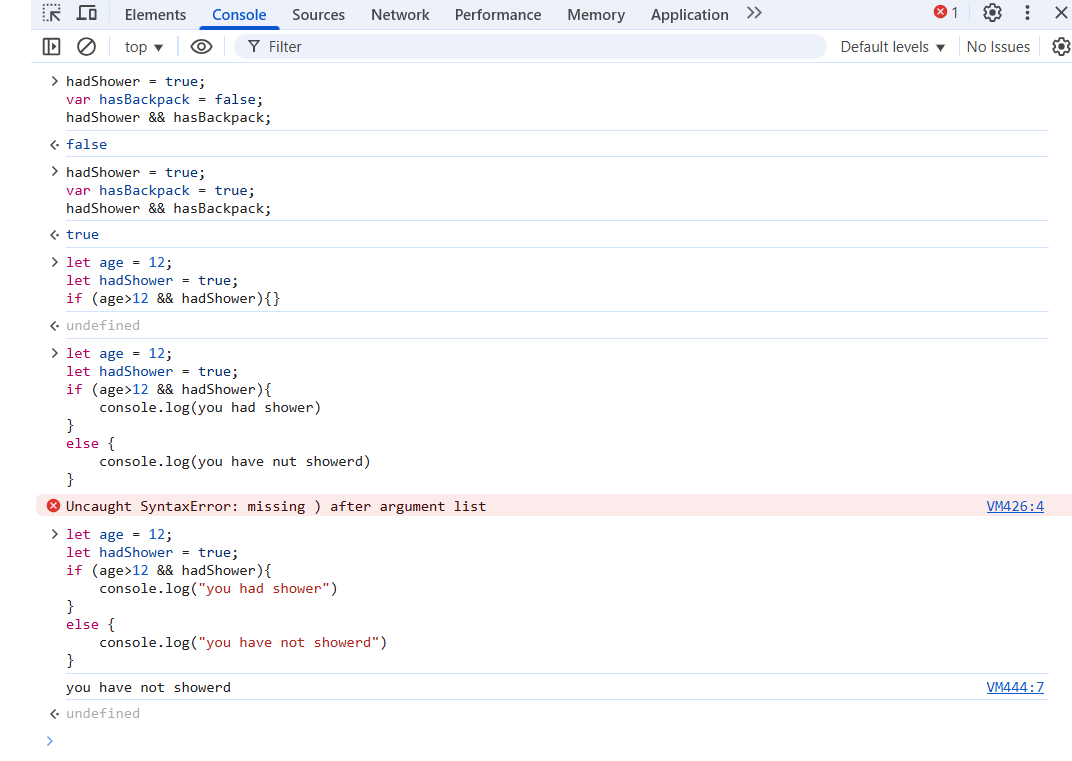 Elements Console Sources Network Performance Memory Application 1
top ▼ Filter Default levels ▼ No Issues
> hadShower = true;
var hasBackpack = false;
hadShower && hasBackpack;
false
> hadShower = true;
var hasBackpack = true;
hadShower && hasBackpack;
true
> let age = 12;
let hadShower = true;
if (age>12 && hadShower){}
undefined
> let age = 12;
let hadShower = true;
if (age>12 && hadShower){
    console.log(you had shower)
}
else {
    console.log(you have nut showerd)
}
Uncaught SyntaxError: missing ) after argument list VM426:4
> let age = 12;
let hadShower = true;
if (age>12 && hadShower){
    console.log("you had shower")
}
else {
    console.log("you have not showerd")
}
you have not showerd VM444:7
undefined
>